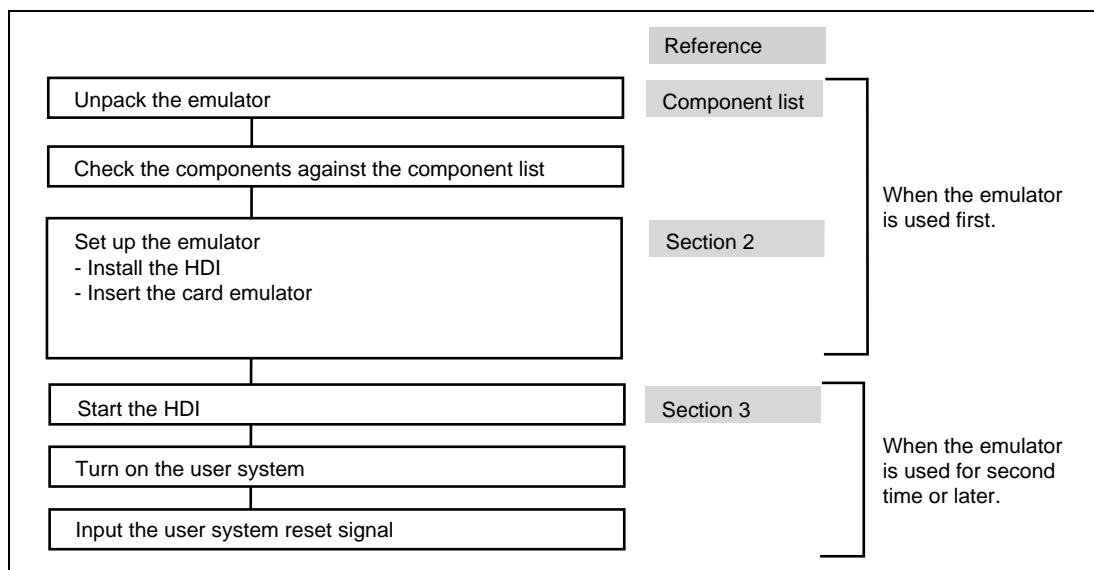 Reference
Unpack the emulator
Component list
Check the components against the component list
When the emulator
is used first.
Set up the emulator
- Install the HDI
- Insert the card emulator
Section 2
Start the HDI
Section 3
Turn on the user system
When the emulator
is used for second
time or later.
Input the user system reset signal